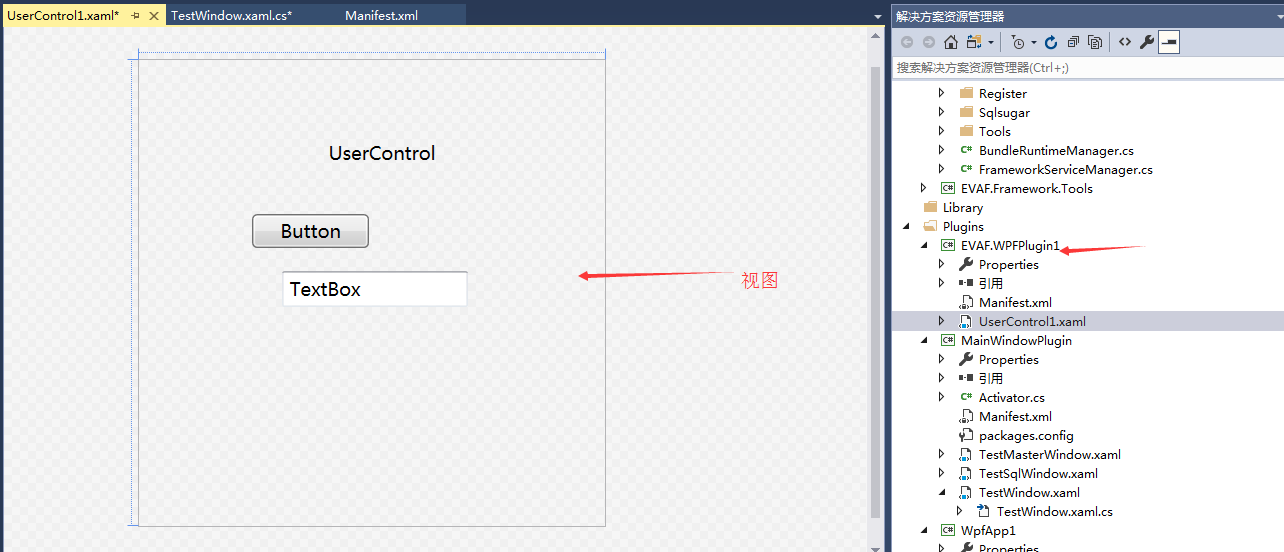 UserControl1.xaml*
TestWindow.xaml.cs*
Manifest.xml
UserControl
Button
TextBox
视图
解决方案资源管理器
搜索解决方案资源管理器(Ctrl+;)
Register
Sqlsugar
Tools
C# BundleRuntimeManager.cs
C# FrameworkServiceManager.cs
C# EVAF.Framework.Tools
Library
Plugins
C# EVAF.WPFPlugin1
Properties
引用
Manifest.xml
UserControl1.xaml
C# MainWindowPlugin
Properties
引用
C# Activator.cs
Manifest.xml
packages.config
TestMasterWindow.xaml
TestSqlWindow.xaml
TestWindow.xaml
TestWindow.xaml.cs
C# WpfApp1
Properties